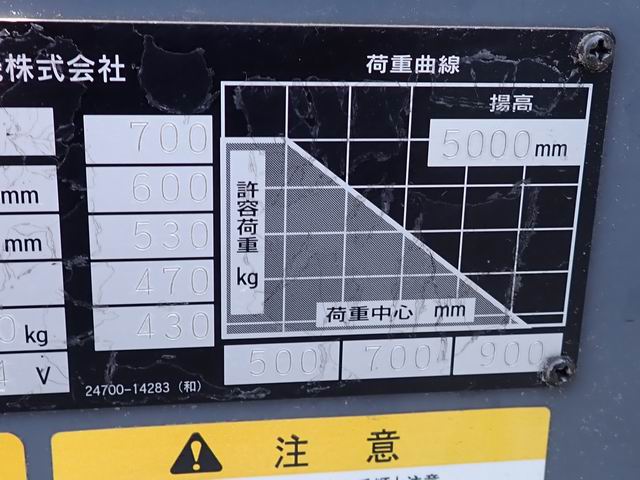 株式会社
荷重曲線
揚高
5000mm
700
600
530
470
430
許容荷重 kg
荷重中心 mm
500 700 900
mm
mm
kg
V
24700-14283 (和)
注意